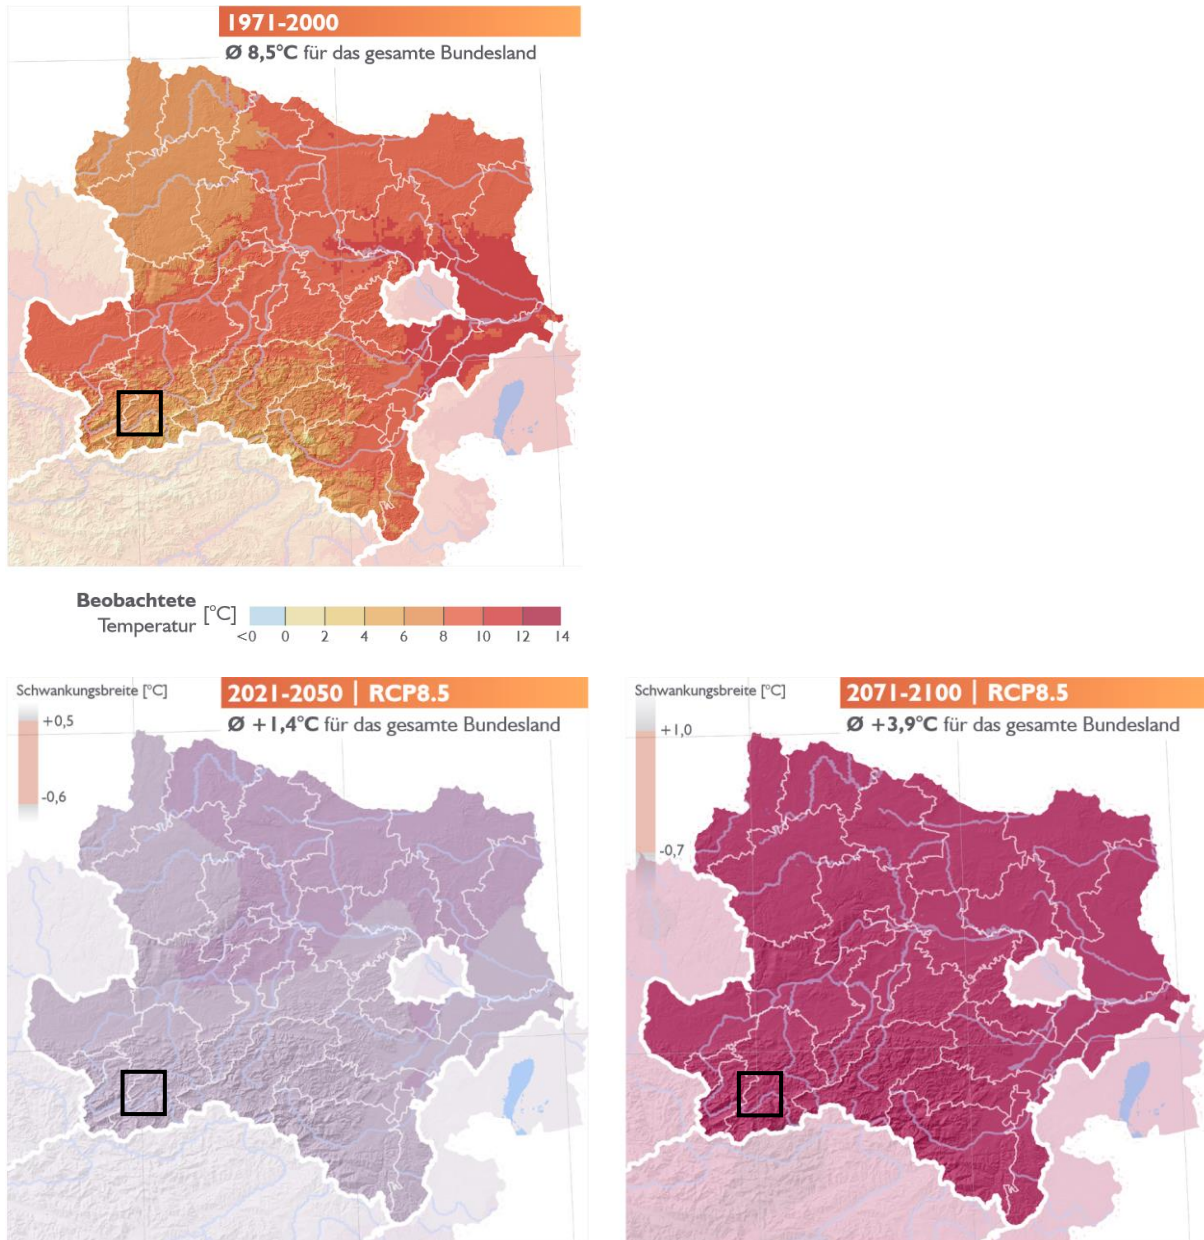 1971-2000
Ø 8,5°C für das gesamte Bundesland
Beobachtete
Temperatur
[°C]
<0 0 2 4 6 8 10 12 14
Schwankungsbreite [°C]
+0,5
-0,6
2021-2050 | RCP8.5
Ø +1,4°C für das gesamte Bundesland
Schwankungsbreite [°C]
+1,0
-0,7
2071-2100 | RCP8.5
Ø +3,9°C für das gesamte Bundesland